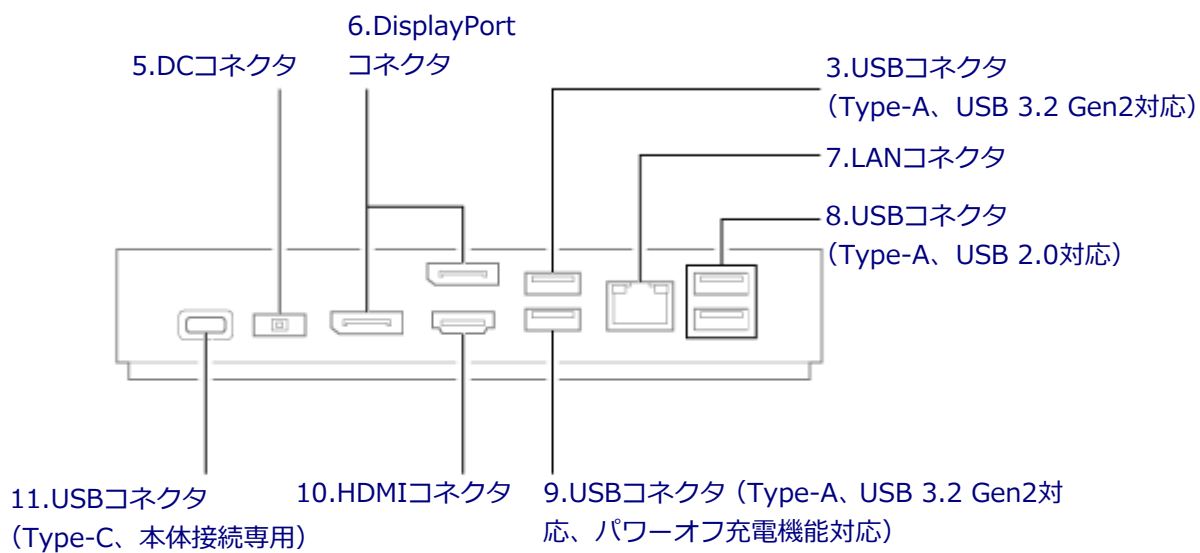 6.DisplayPort
コネクタ
5.DCコネクタ
3.USBコネクタ
（Type-A、USB 3.2 Gen2対応）
7.LANコネクタ
8.USBコネクタ
（Type-A、USB 2.0対応）
11.USBコネクタ
（Type-C、本体接続専用）
10.HDMIコネクタ
9.USBコネクタ（Type-A、USB 3.2 Gen2対
応、パワーオフ充電機能対応）